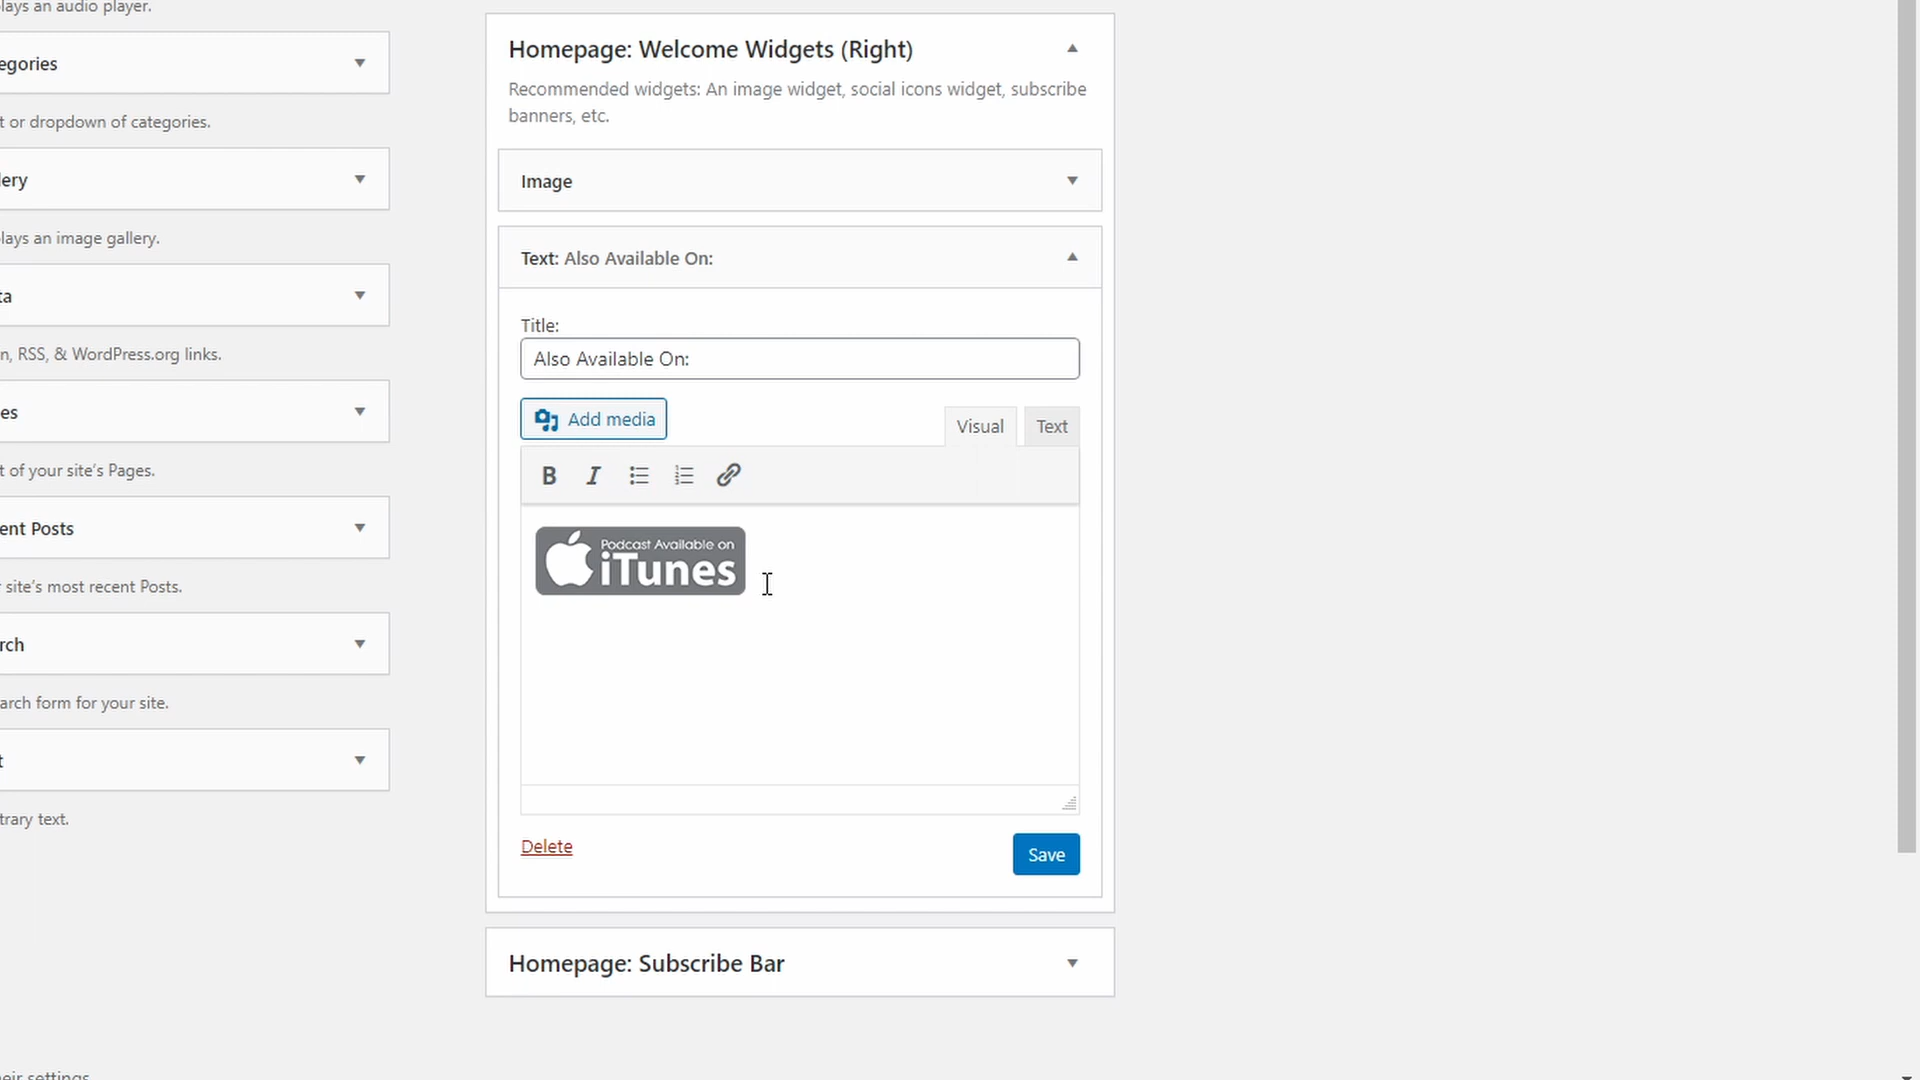 lays an audio player.
egories
t or dropdown of categories.
lery
lays an image gallery.
ta
n, RSS, & WordPress.org links.
es
t of your site's Pages.
ent Posts
r site's most recent Posts.
rch
arch form for your site.
t
trary text.
eir settings
Homepage: Welcome Widgets (Right)
Recommended widgets: An image widget, social icons widget, subscribe
banners, etc.
Image
Text: Also Available On:
Title:
Also Available On:
Add media
Visual
Text
B
I
Podcast Available on
iTunes
Delete
Save
Homepage: Subscribe Bar